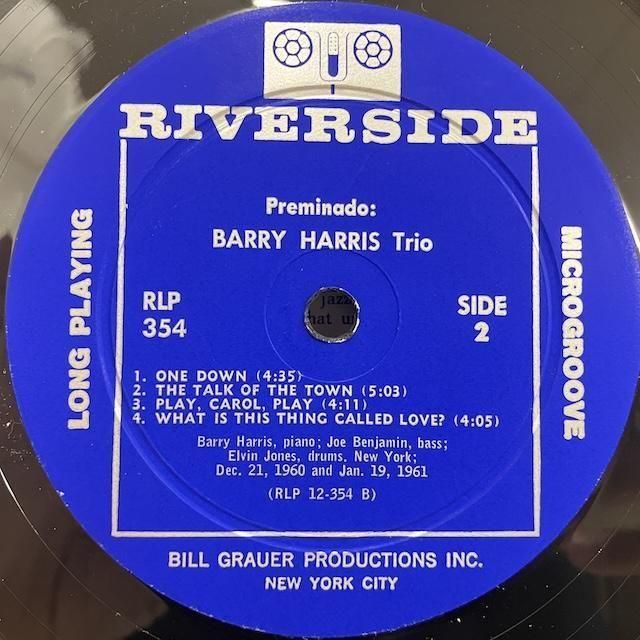 RIVERSIDE
Preminado:
BARRY HARRIS Trio
LONG PLAYING
MICROGROOVE
RLP
354
SIDE
2
jazz
hat
1. ONE DOWN (4:35)
2. THE TALK OF THE TOWN (5:03)
3. PLAY, CAROL, PLAY (4:11)
4. WHAT IS THIS THING CALLED LOVE? (4:05)
Barry Harris, piano; Joe Benjamin, bass;
Elvin Jones, drums. New York;
Dec. 21, 1960 and Jan. 19, 1961
(RLP 12-354 B)
BILL GRAUER PRODUCTIONS INC.
NEW YORK CITY